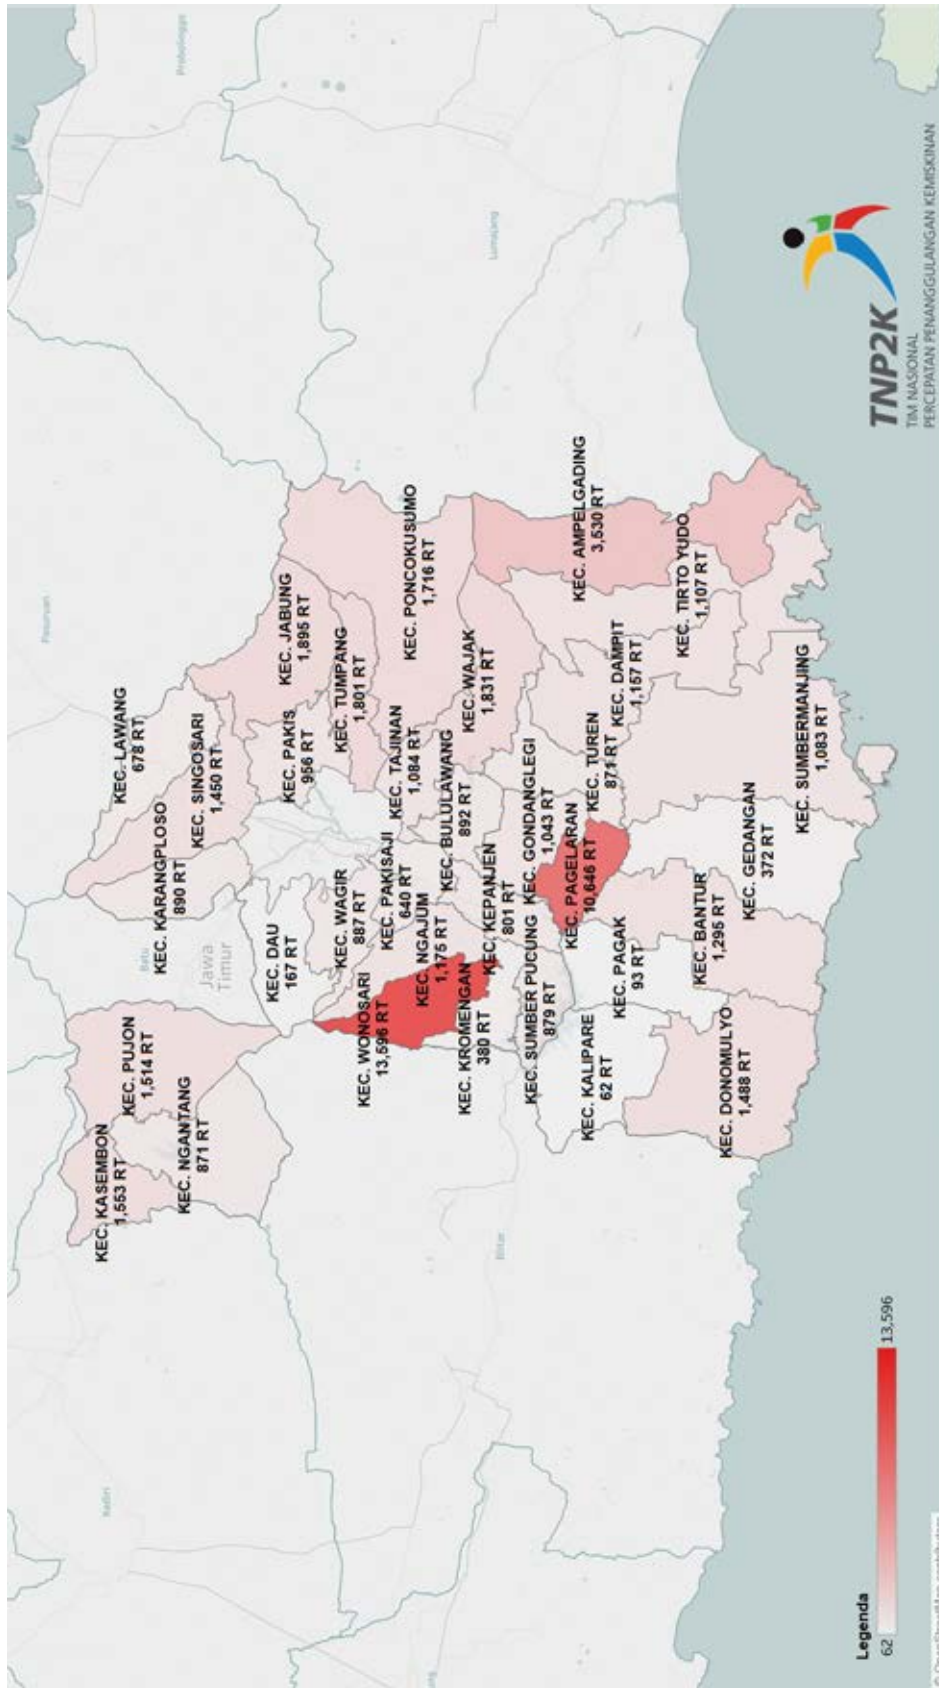 KEC. LAWANG
678 RT
KEC. KARANGPLOSO
890 RT
KEC. SINGOSARI
1,450 RT
KEC. PUJON
1,514 RT
KEC. KASEMBON
1,553 RT
KEC. NGANTANG
871 RT
KEC. JABUNG
1,895 RT
KEC. PAKIS
956 RT
KEC. DAU
167 RT
KEC. TUMPANG
1,801 RT
KEC. WAGIR
887 RT
KEC. PONCOKUSUMO
1,716 RT
KEC. TAJINAN
1,084 RT
KEC. PAKISAJI
640 RT
KEC. WONOSARI
13,596 RT
KEC. NGAJUM
1,175 RT
KEC. BULULAWANG
892 RT
KEC. WAJAK
1,831 RT
KEC. KROMENGAN
380 RT
KEC. KEPANJEN
801 RT
KEC. GONDANGLEGI
1,043 RT
KEC. SUMBER PUCUNG
879 RT
KEC. PAGELARAN
10,646 RT
KEC. TUREN
871 RT
KEC. AMPELGADING
3,530 RT
KEC. DAMPIT
1,157 RT
KEC. KALIPARE
62 RT
KEC. PAGAK
93 RT
KEC. TIRTO YUDO
1,107 RT
KEC. BANTUR
1,295 RT
KEC. GEDANGAN
372 RT
KEC. DONOMULYO
1,488 RT
KEC. SUMBERMANJING
1,083 RT
Probolinggo
Pasuruan
Lumajang
Batu
Jawa
Timur
Kediri
Blitar
Legenda
62
13,596
TNP2K
TIM NASIONAL
PERCEPATAN PENANGGULANGAN KEMISKINAN